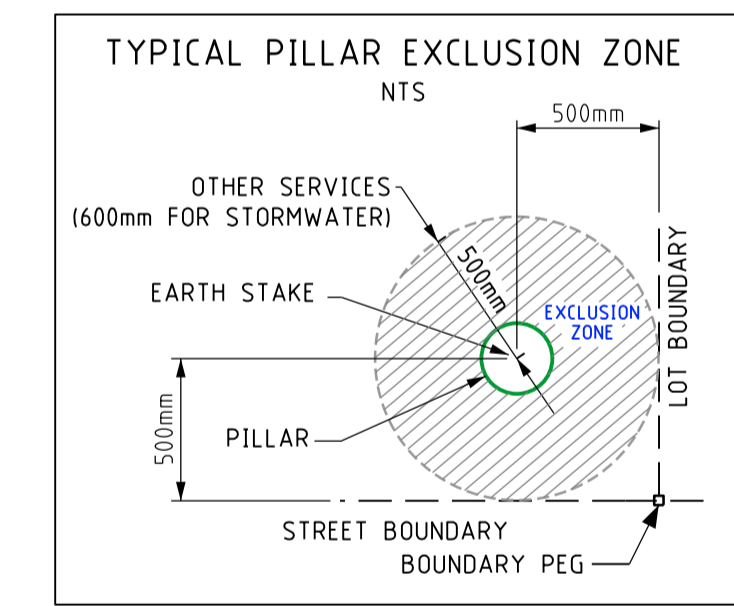 TYPICAL PILLAR EXCLUSION ZONE
NTS
500mm
OTHER SERVICES
(600mm FOR STORMWATER)
500mm
EARTH STAKE
EXCLUSION
ZONE
LOT BOUNDARY
500mm
PILLAR
STREET BOUNDARY
BOUNDARY PEG